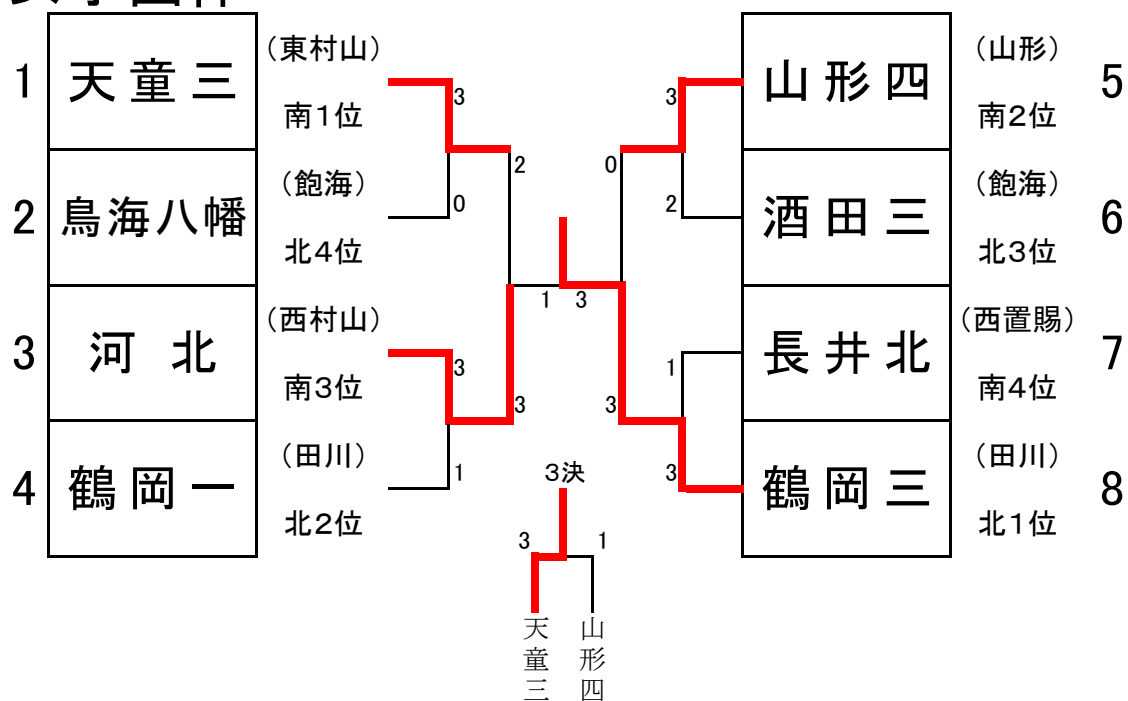 1
天童三
(東村山)
南1位
2
鳥海八幡
(飽海)
北4位
3
河北
(西村山)
南3位
4
鶴岡一
(田川)
北2位
3
0
2
3
1
3
1
3
3
2
0
1
3
3
山形四
(山形)
南2位
5
酒田三
(飽海)
北3位
6
長井北
(西置賜)
南4位
7
鶴岡三
(田川)
北1位
8
3決
3
1
天童三
山形四